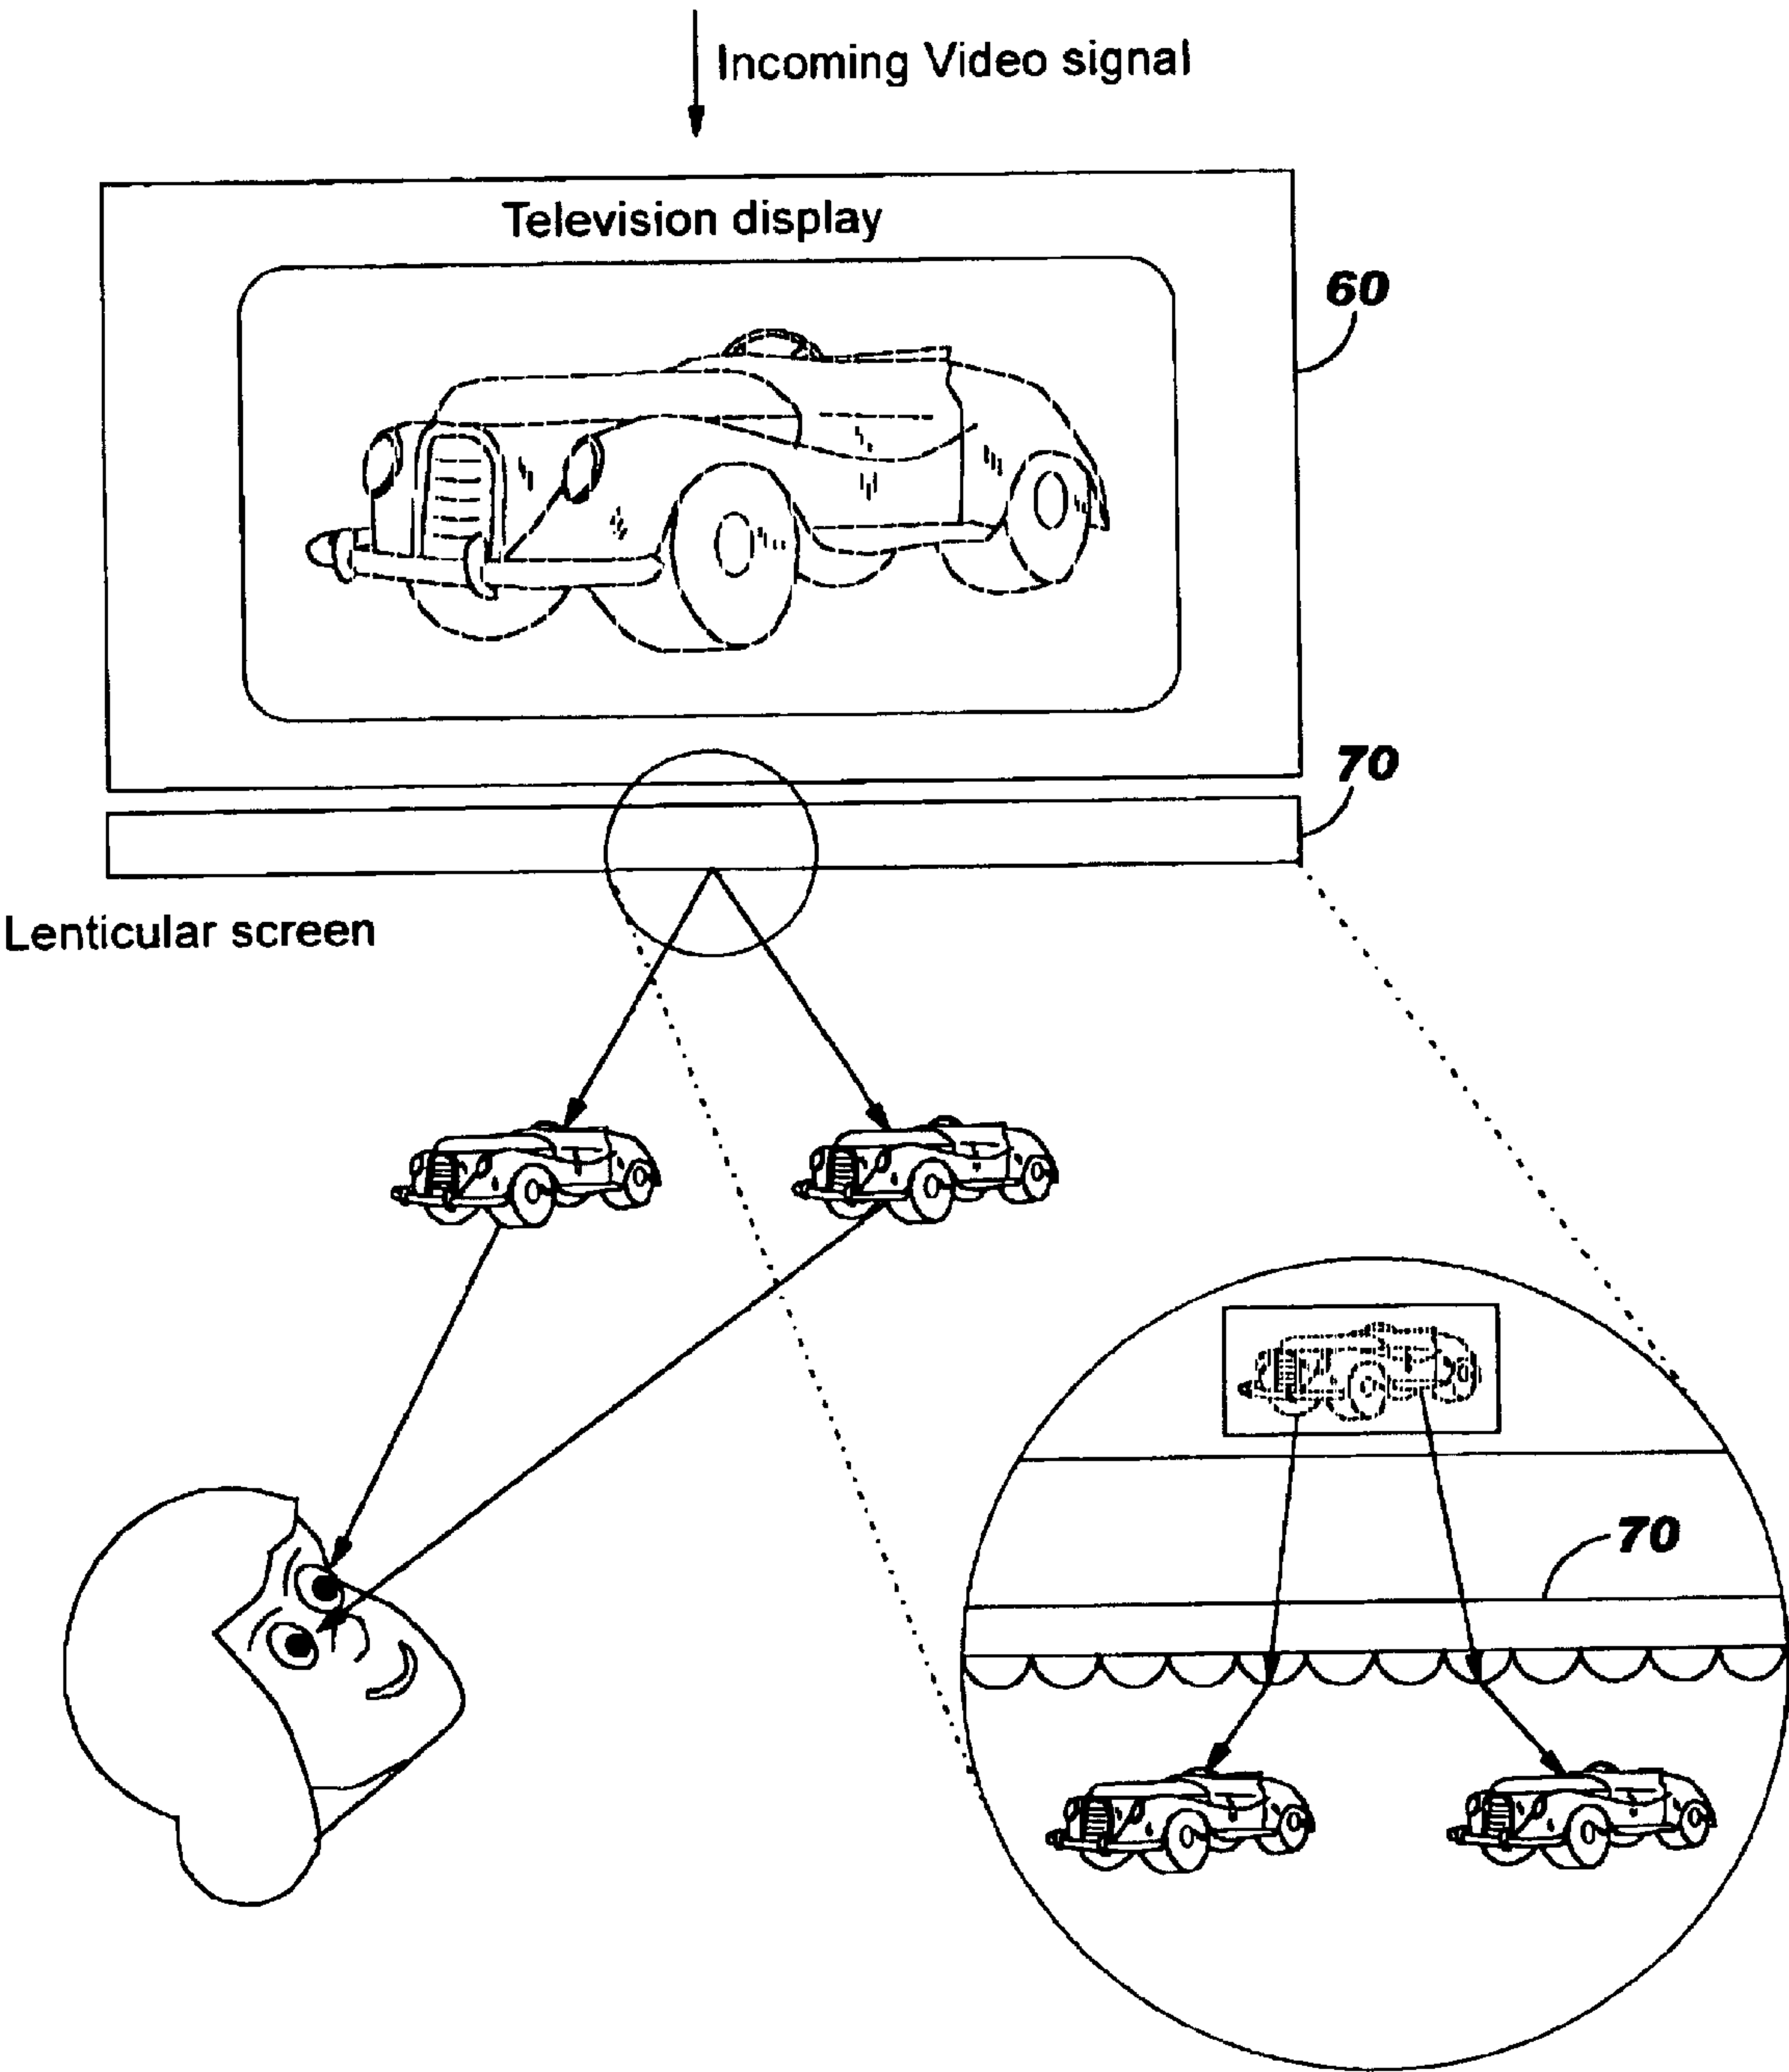 Incoming Video signal
Television display
60
70
Lenticular screen
70